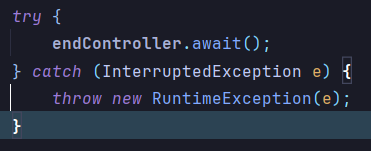 try {
    endController.await();
} catch (InterruptedException e) {
    throw new RuntimeException(e);
}